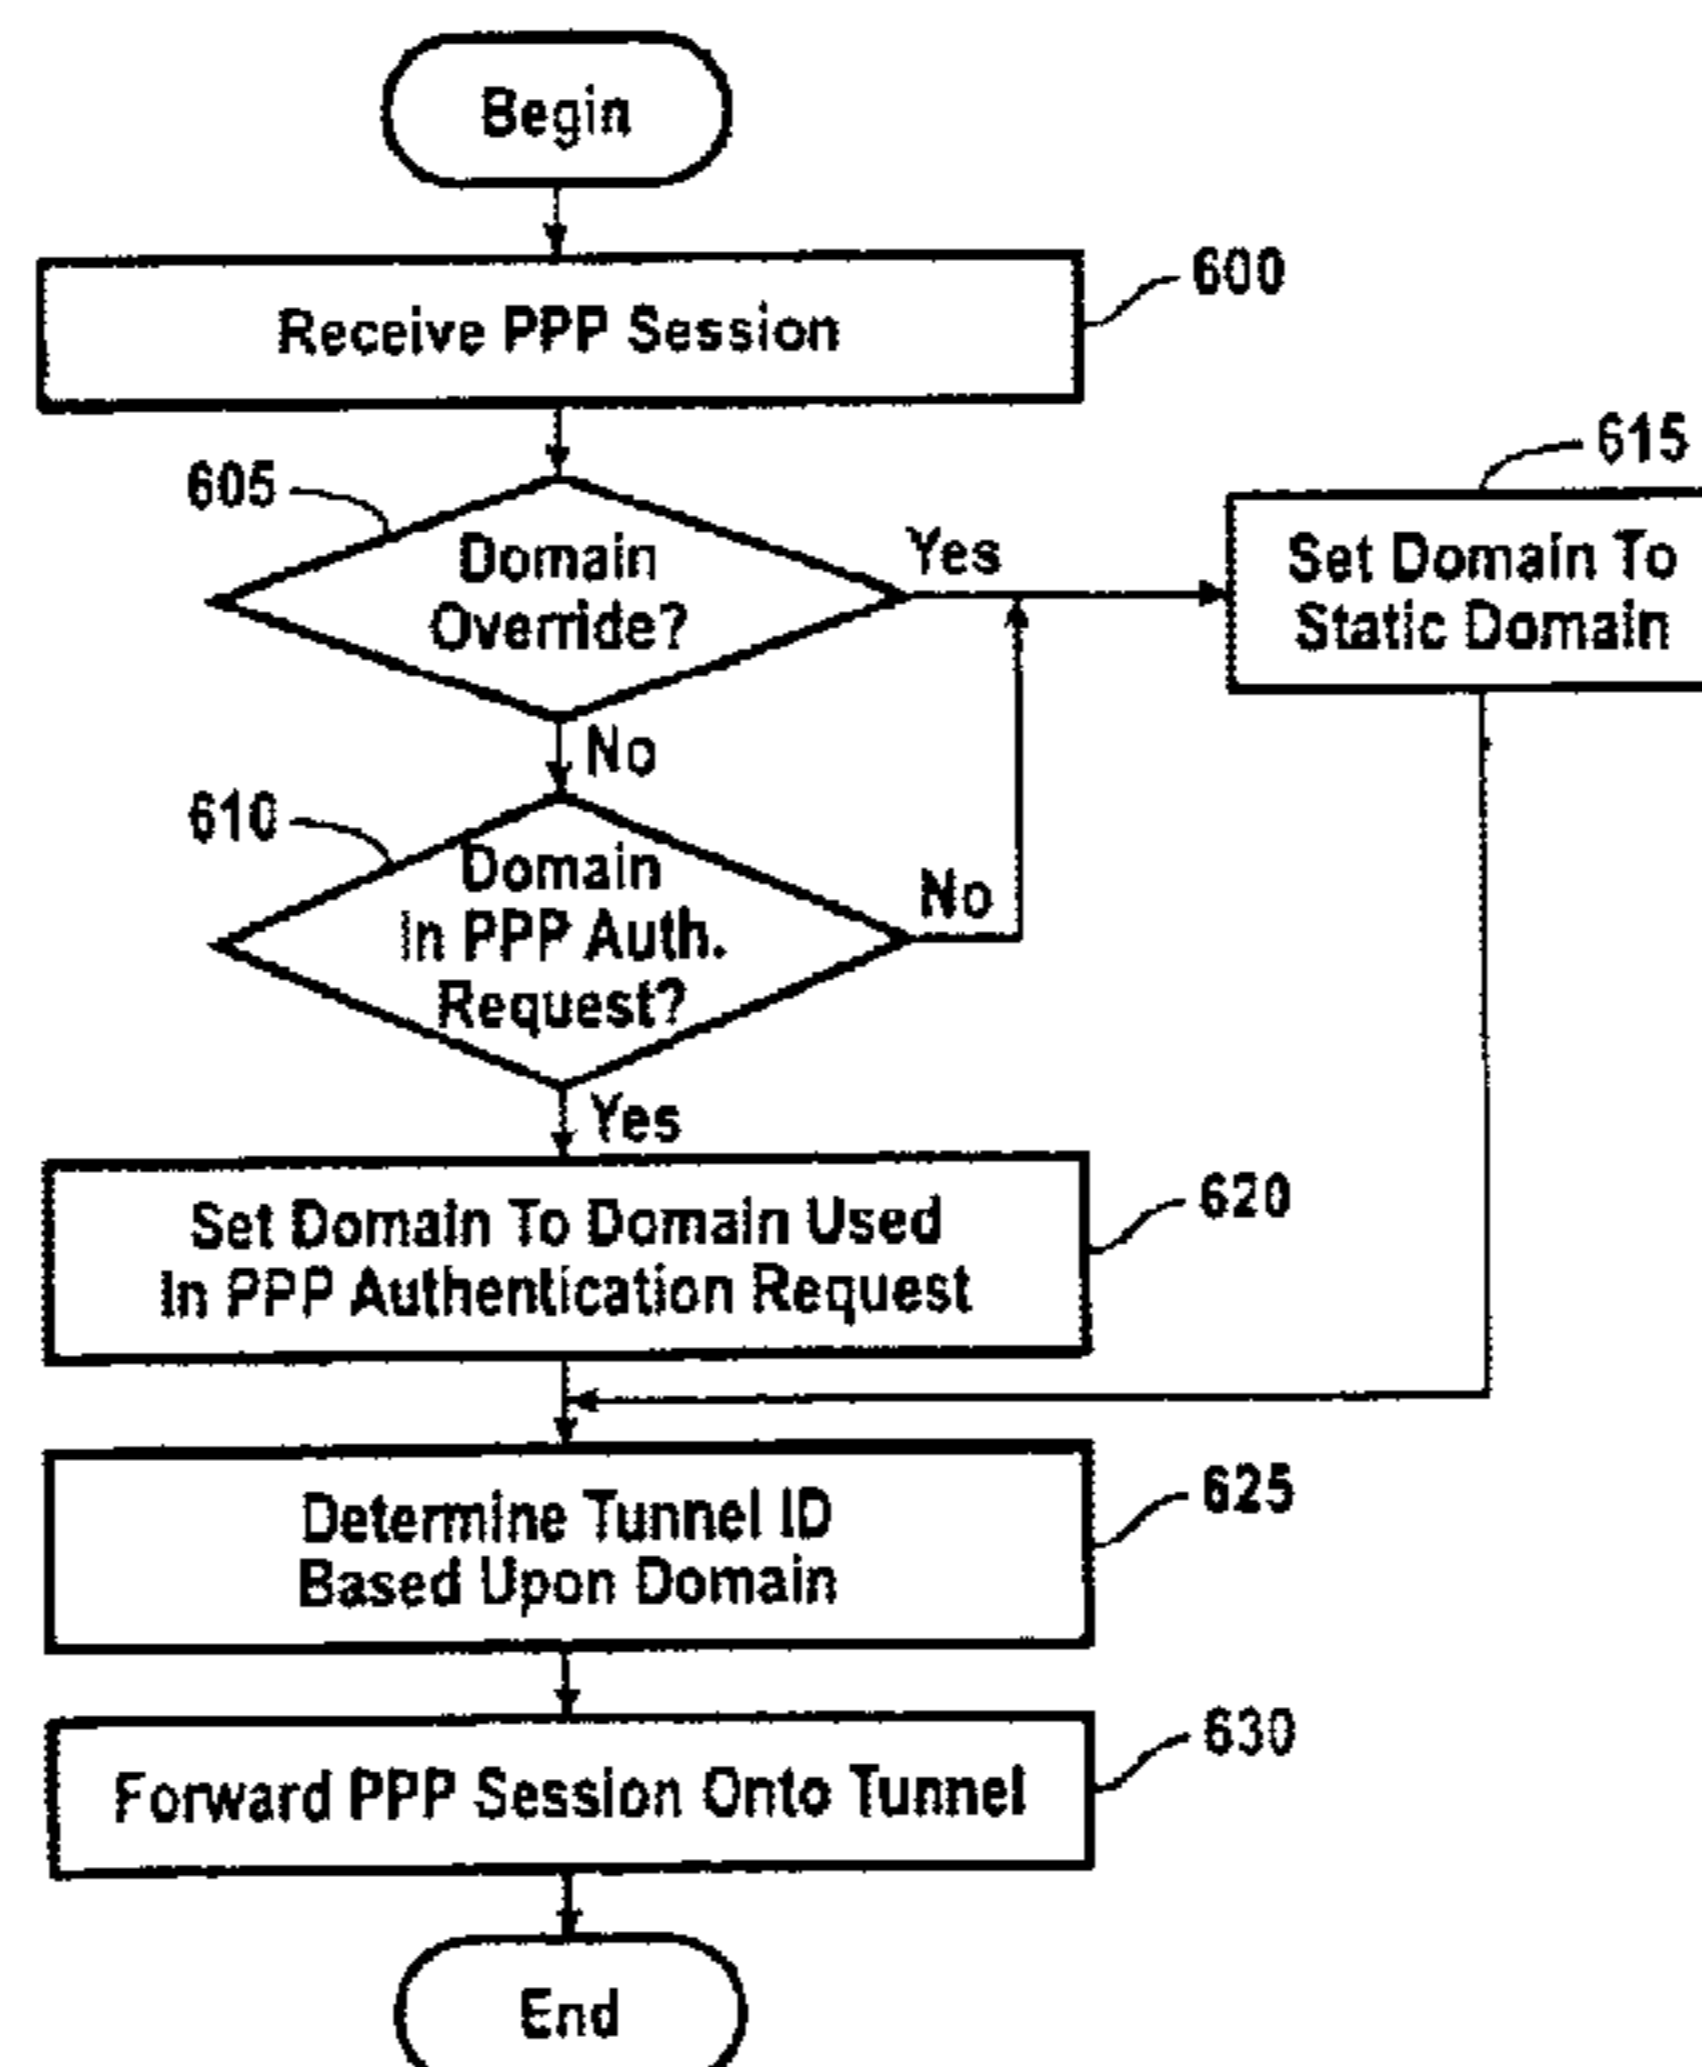 Begin
600
Receive PPP Session
615
605
Domain
Override?
Yes
Set Domain To
Static Domain
No
610
Domain
In PPP Auth.
Request?
No
Yes
620
Set Domain To Domain Used
In PPP Authentication Request
625
Determine Tunnel ID
Based Upon Domain
630
Forward PPP Session Onto Tunnel
End